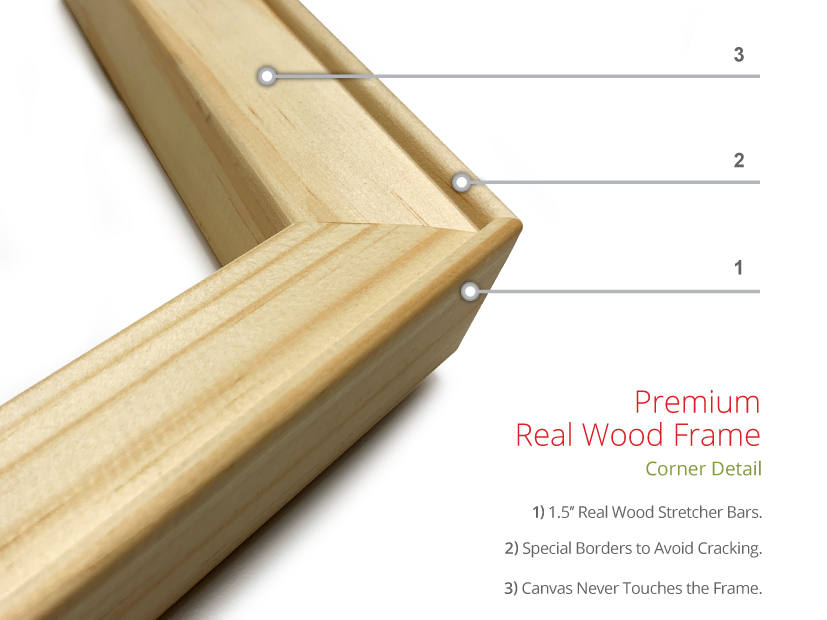 3
2
1
Premium
Real Wood Frame
Corner Detail
1) 1.5” Real Wood Stretcher Bars.
2) Special Borders to Avoid Cracking.
3) Canvas Never Touches the Frame.